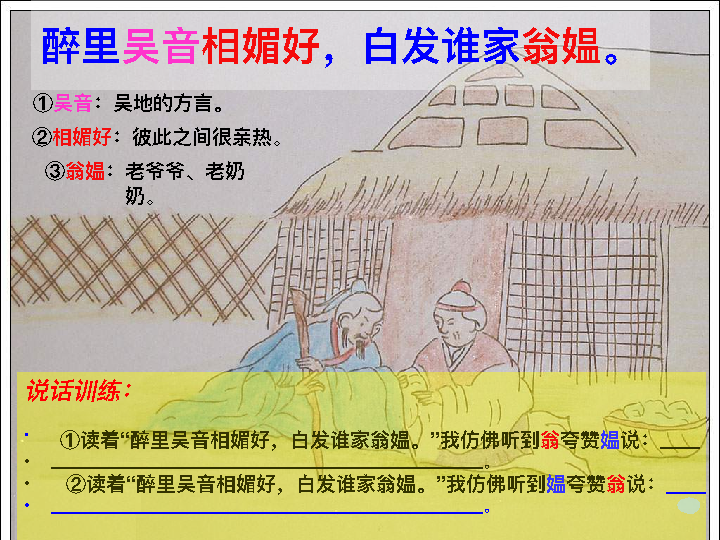 醉里吴音相媚好，白发谁家翁媪。
①吴音：吴地的方言。
②相媚好：彼此之间很亲热。
③翁媪：老爷爷、老奶
奶。
说话训练：
①读着“醉里吴音相媚好，白发谁家翁媪。”我仿佛听到翁夸赞媪说：____
________________________________________。
②读着“醉里吴音相媚好，白发谁家翁媪。”我仿佛听到媪夸赞翁说：____
________________________________________。